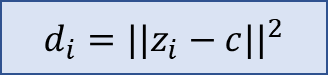 dᵢ = ||zᵢ − c||²